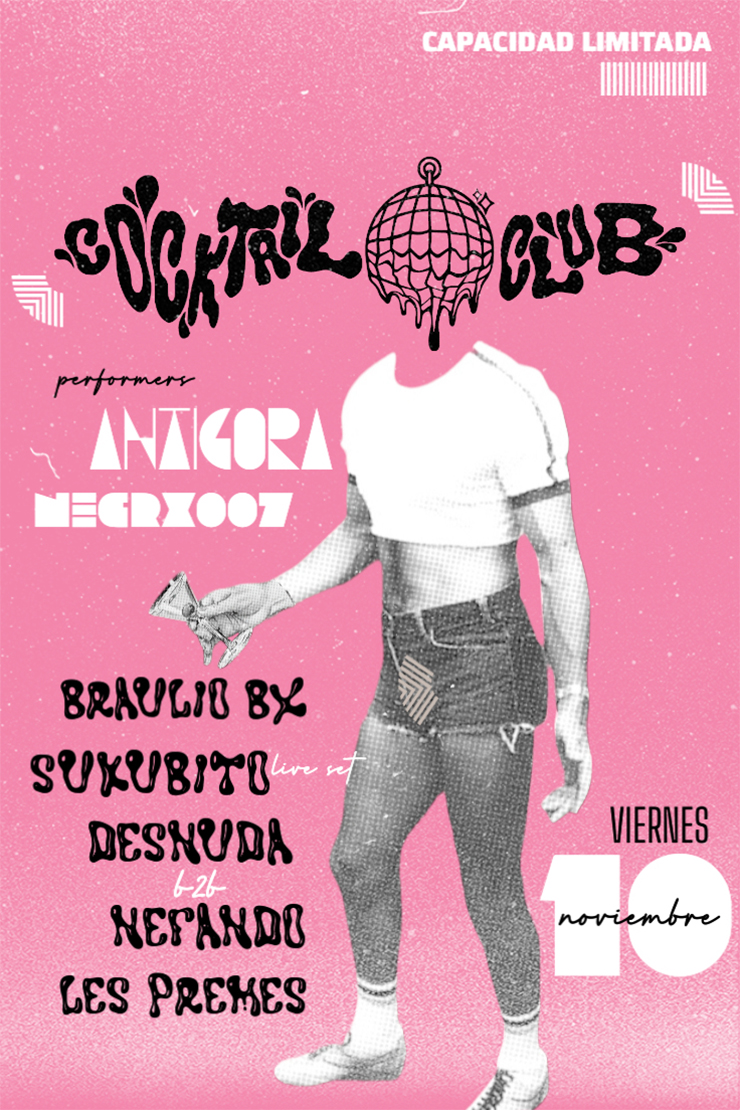 CAPACIDAD LIMITADA
COCKTAIL CLUB
performers
ANTIGORA
NEGRX007
BRAULIO BX
SUKUBITO live set
DESNUDA
b2b
NEFANDO
LES PREMES
VIERNES
10
noviembre